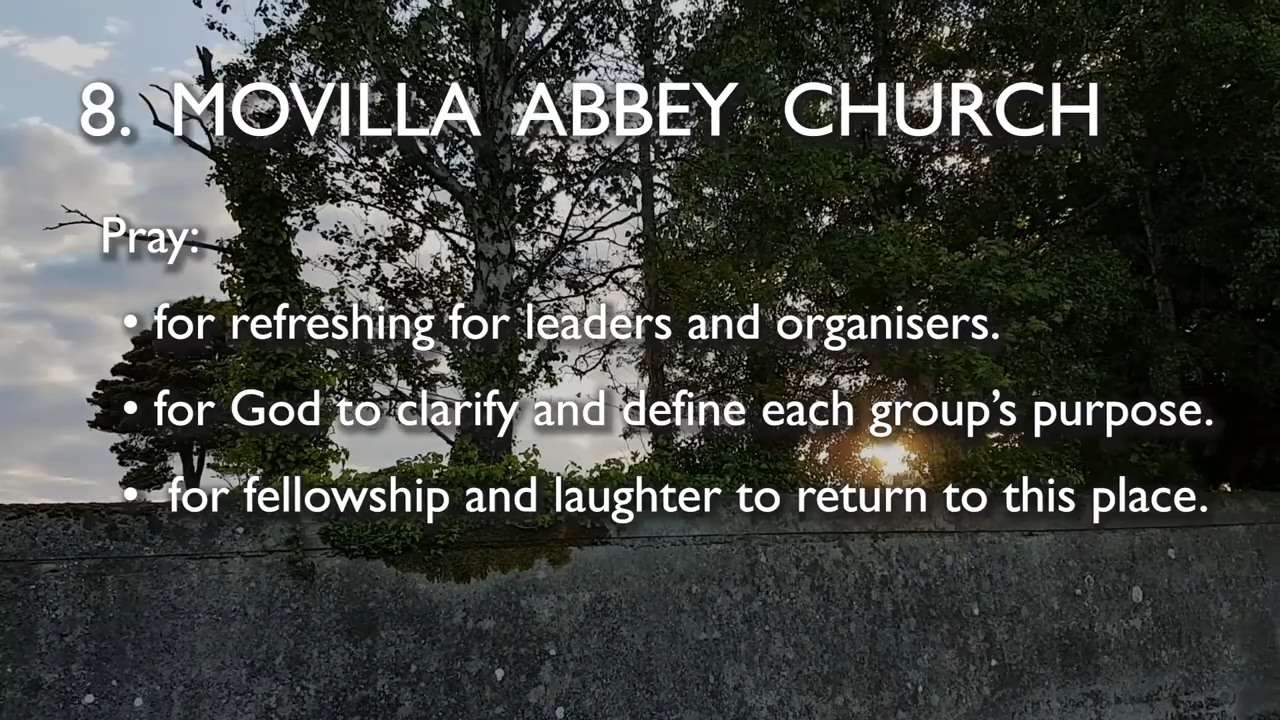 8. MOVILLA ABBEY CHURCH
Pray:
• for refreshing for leaders and organisers.
• for God to clarify and define each group’s purpose.
• for fellowship and laughter to return to this place.